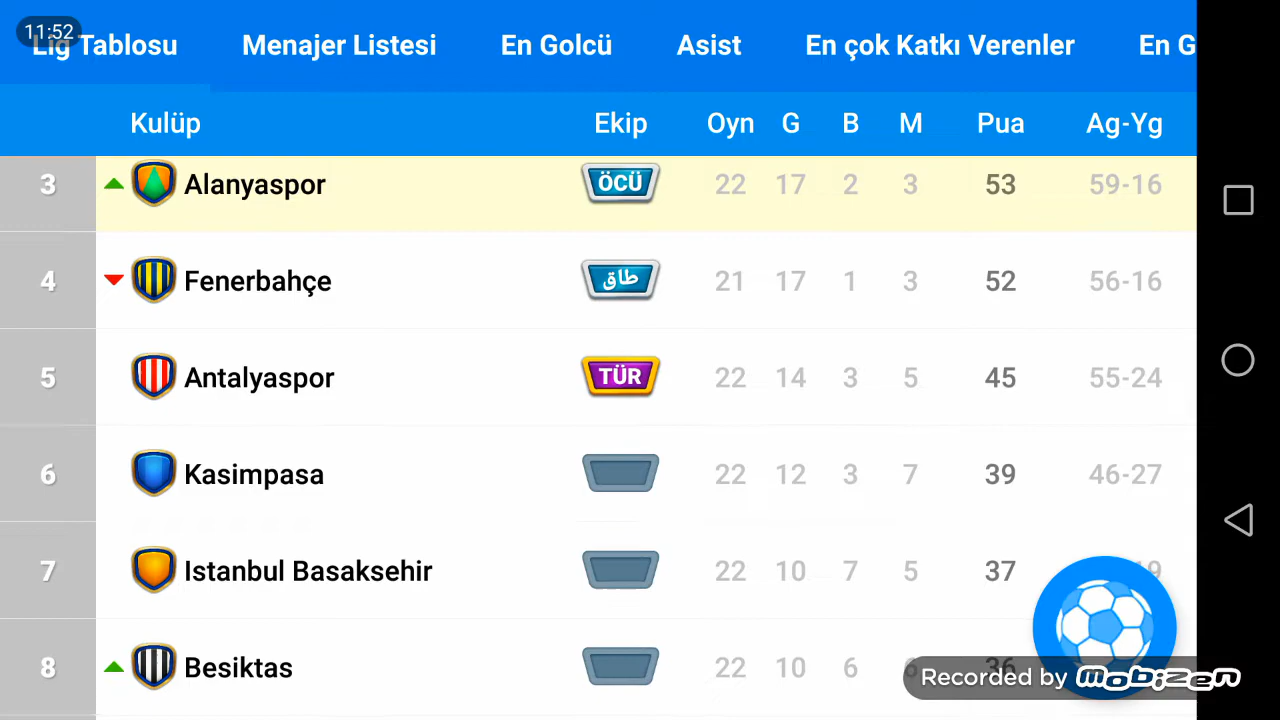 11:52
Lig Tablosu Menajer Listesi En Golcü Asist En çok Katkı Verenler En G
Kulüp Ekip Oyn G B M Pua Ag-Yg
3 Alanyaspor ÖCÜ 22 17 2 3 53 59-16
4 Fenerbahçe طاق 21 17 1 3 52 56-16
5 Antalyaspor TÜR 22 14 3 5 45 55-24
6 Kasimpasa 22 12 3 7 39 46-27
7 Istanbul Basaksehir 22 10 7 5 37
8 Besiktas 22 10 6 6 36
Recorded by mobizen